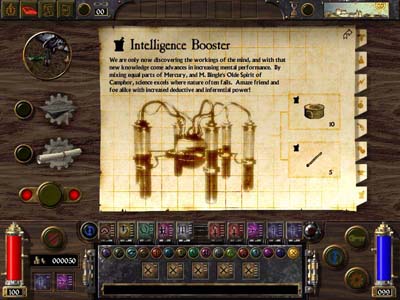 :00
Intelligence Booster
We are only now discovering the workings of the mind, and with that
new knowledge come advances in increasing mental performance. By
mixing equal parts of Mercury, and M. Bingle's Olde Spirit of
Camphor, science excels where nature often fails. Amaze friend and
foe alike with increased deductive and inferential power!
10
5
000050
100
090